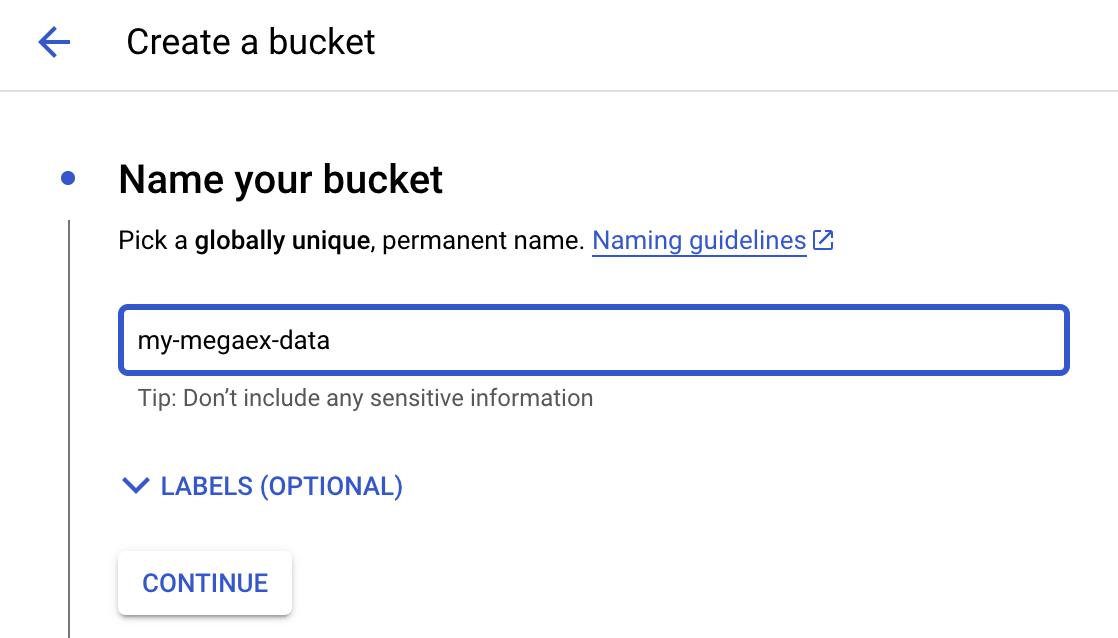 Create a bucket
Name your bucket
Pick a globally unique, permanent name. Naming guidelines
my-megaex-data
Tip: Don’t include any sensitive information
LABELS (OPTIONAL)
CONTINUE